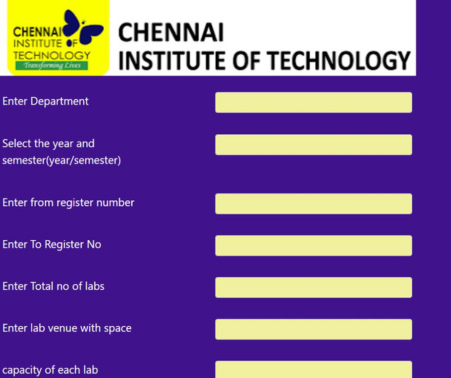 CHENNAI
INSTITUTE OF
TECHNOLOGY
Transforming Lives
CHENNAI
INSTITUTE OF TECHNOLOGY
Enter Department
Select the year and
semester(year/semester)
Enter from register number
Enter To Register No
Enter Total no of labs
Enter lab venue with space
capacity of each lab